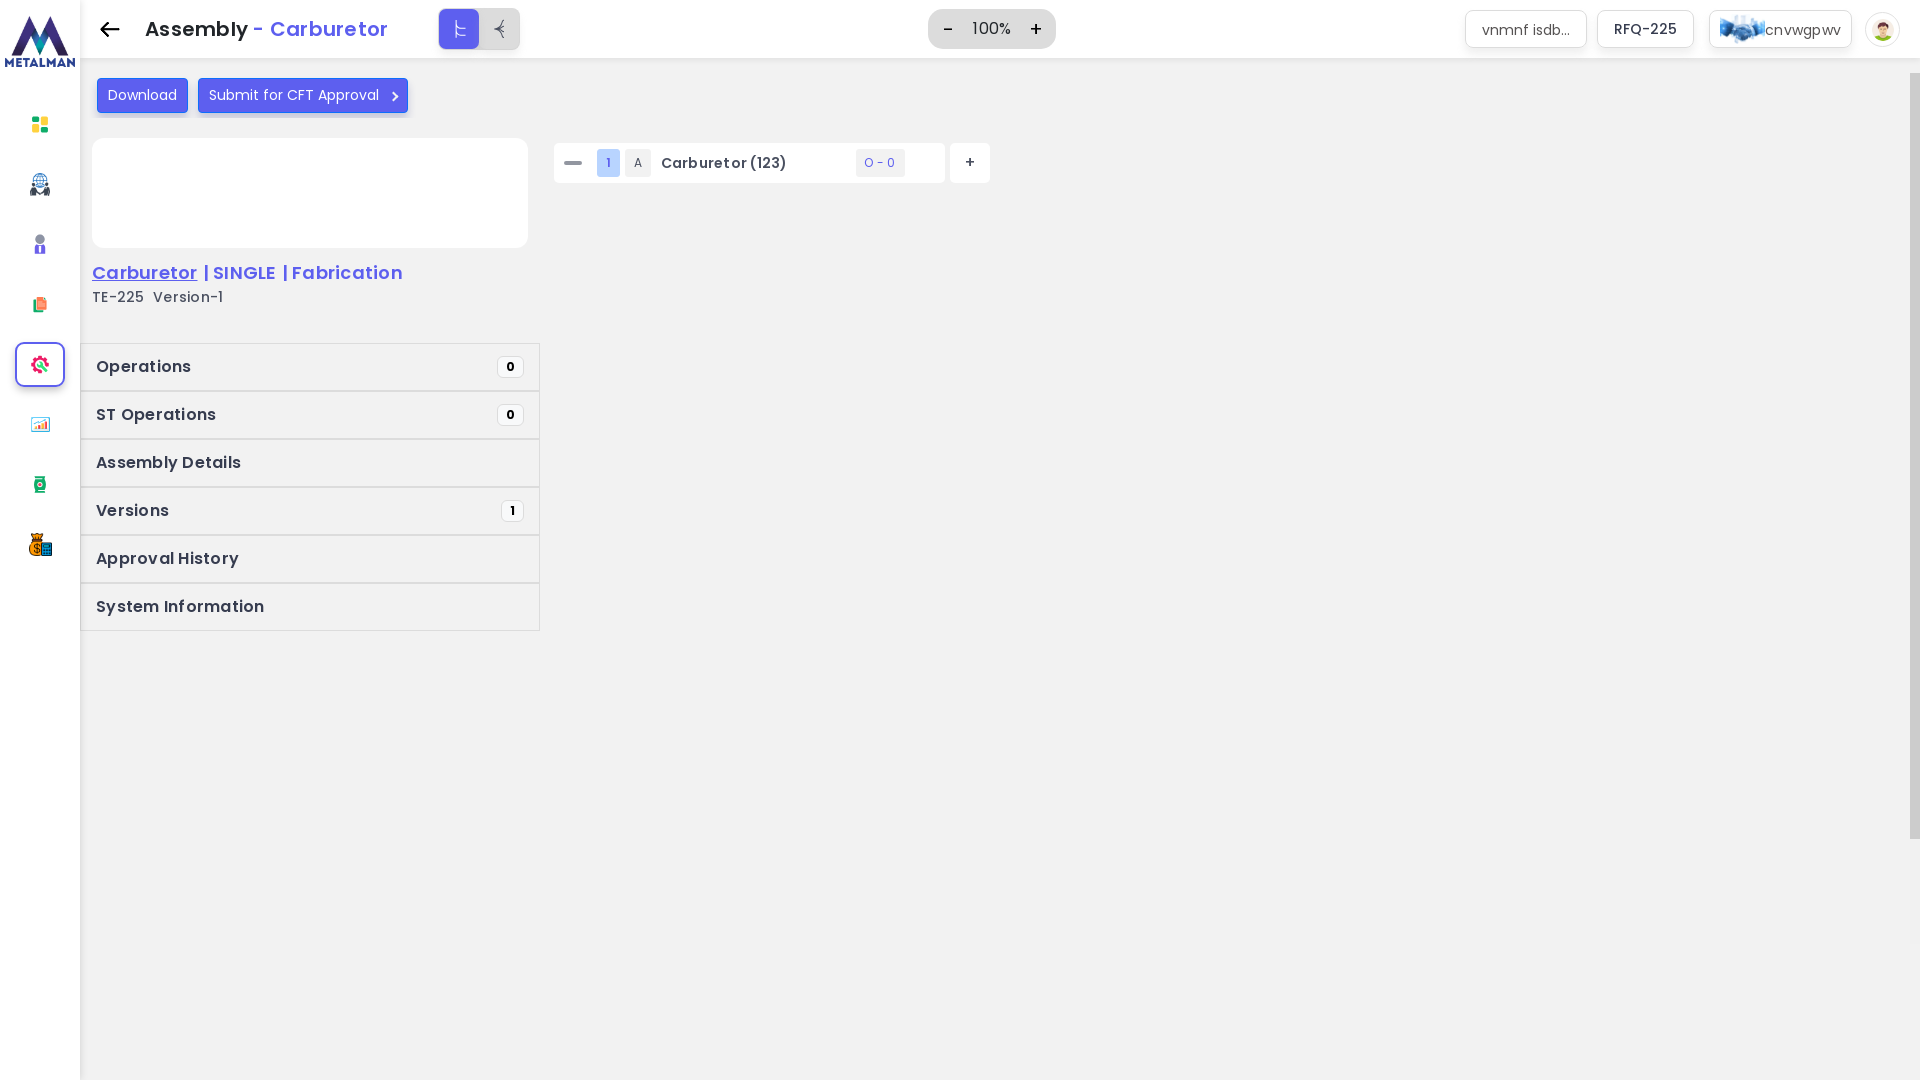 METALMAN
Assembly - Carburetor
- 100% +
vnmnf isdb...
RFQ-225
cnvwgpwv
Download
Submit for CFT Approval
1 A Carburetor (123) O - 0 +
Carburetor | SINGLE | Fabrication
TE-225 Version-1
Operations 0
ST Operations 0
Assembly Details
Versions 1
Approval History
System Information